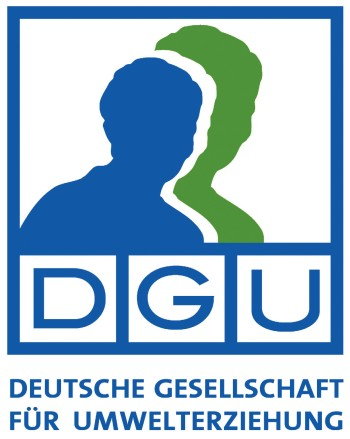 DGU
DEUTSCHE GESELLSCHAFT
FÜR UMWELTERZIEHUNG